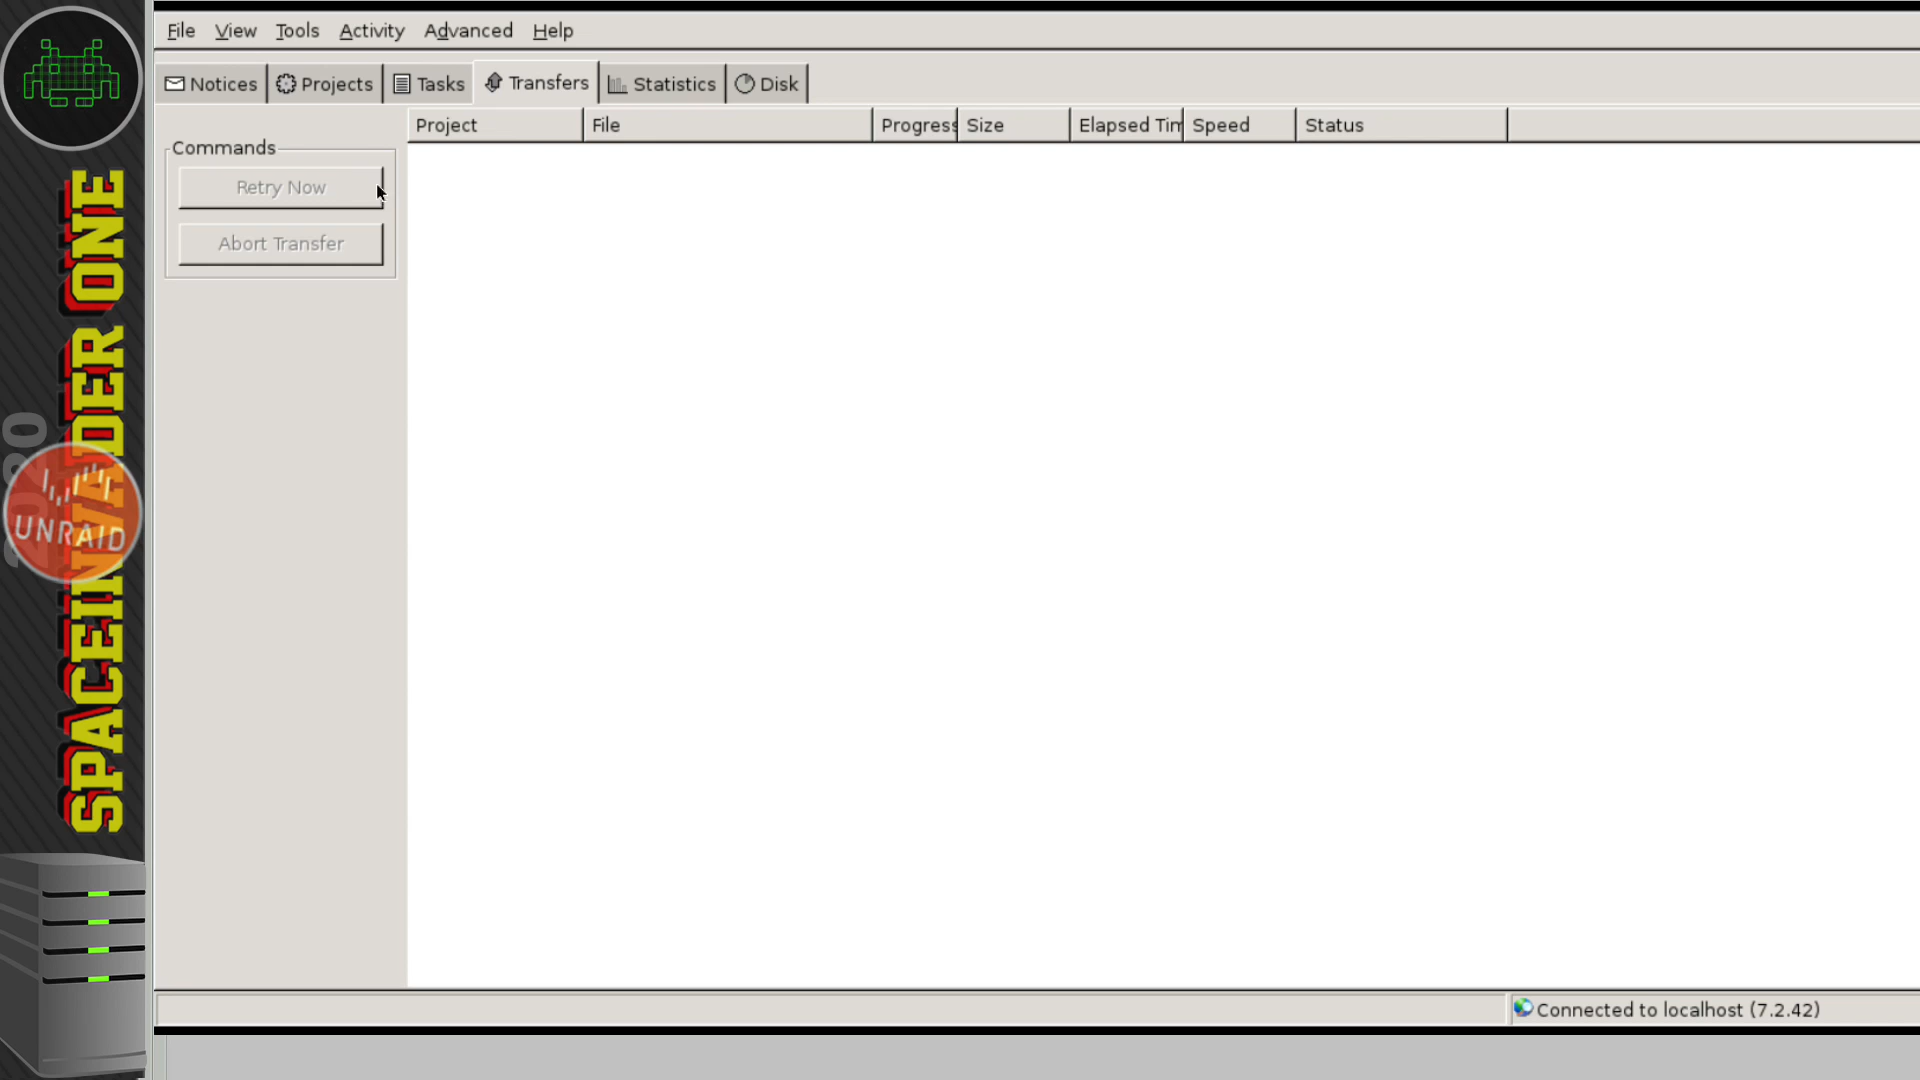 File View Tools Activity Advanced Help
Notices Projects Tasks Transfers Statistics Disk
Project File Progress Size Elapsed Tim Speed Status
Commands
Retry Now
Abort Transfer
SPACEINVADER ONE
UNRAID
Connected to localhost (7.2.42)